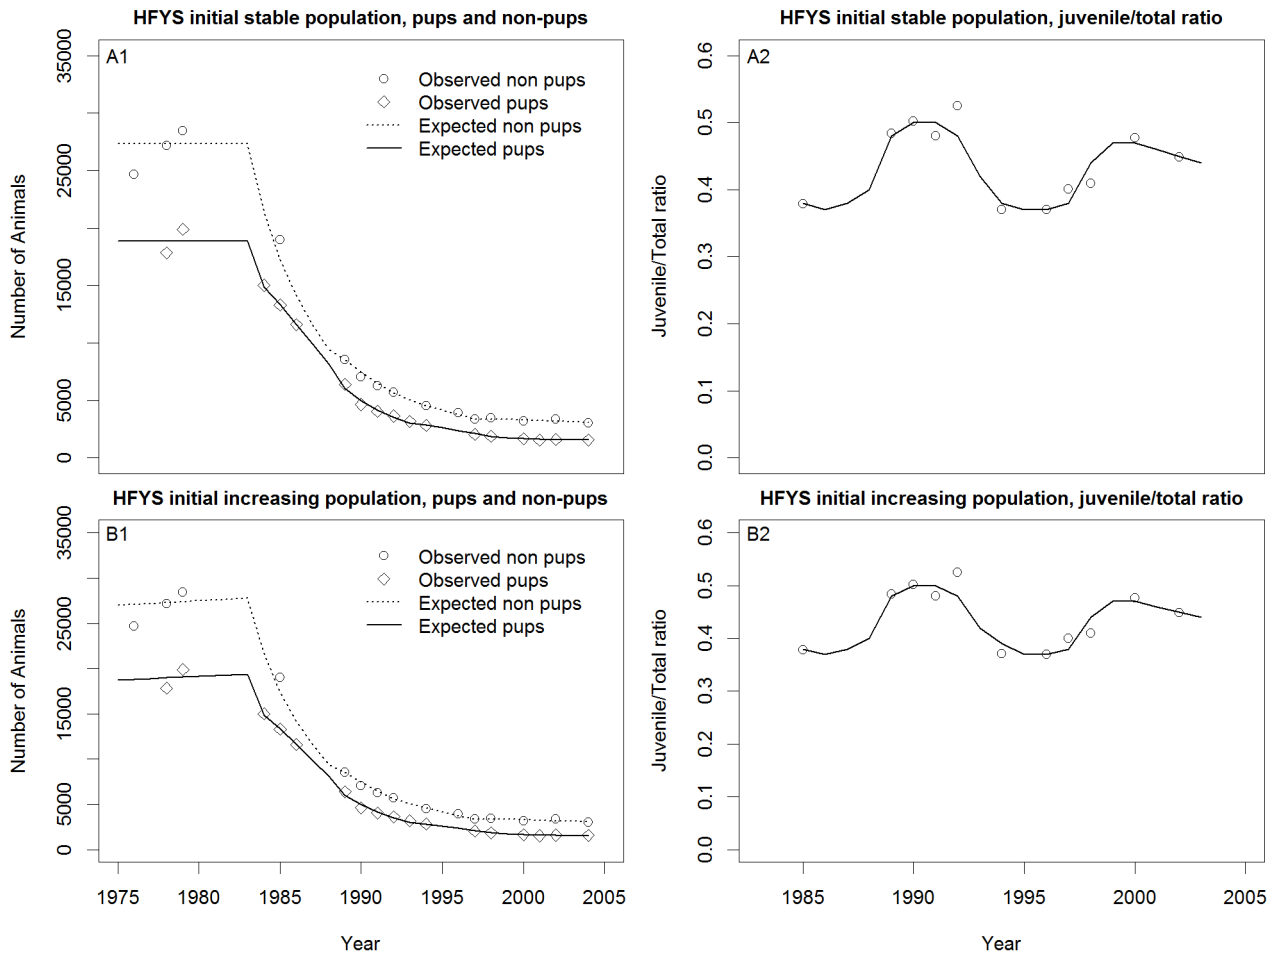 HFYS initial stable population, pups and non-pups
A1
Observed non pups
Observed pups
Expected non pups
Expected pups
Number of Animals
35000
25000
15000
5000
0
HFYS initial stable population, juvenile/total ratio
A2
Juvenile/Total ratio
0.6
0.5
0.4
0.3
0.2
0.1
0.0
HFYS initial increasing population, pups and non-pups
B1
Observed non pups
Observed pups
Expected non pups
Expected pups
Number of Animals
35000
25000
15000
5000
0
1975 1980 1985 1990 1995 2000 2005
Year
HFYS initial increasing population, juvenile/total ratio
B2
Juvenile/Total ratio
0.6
0.5
0.4
0.3
0.2
0.1
0.0
1985 1990 1995 2000 2005
Year